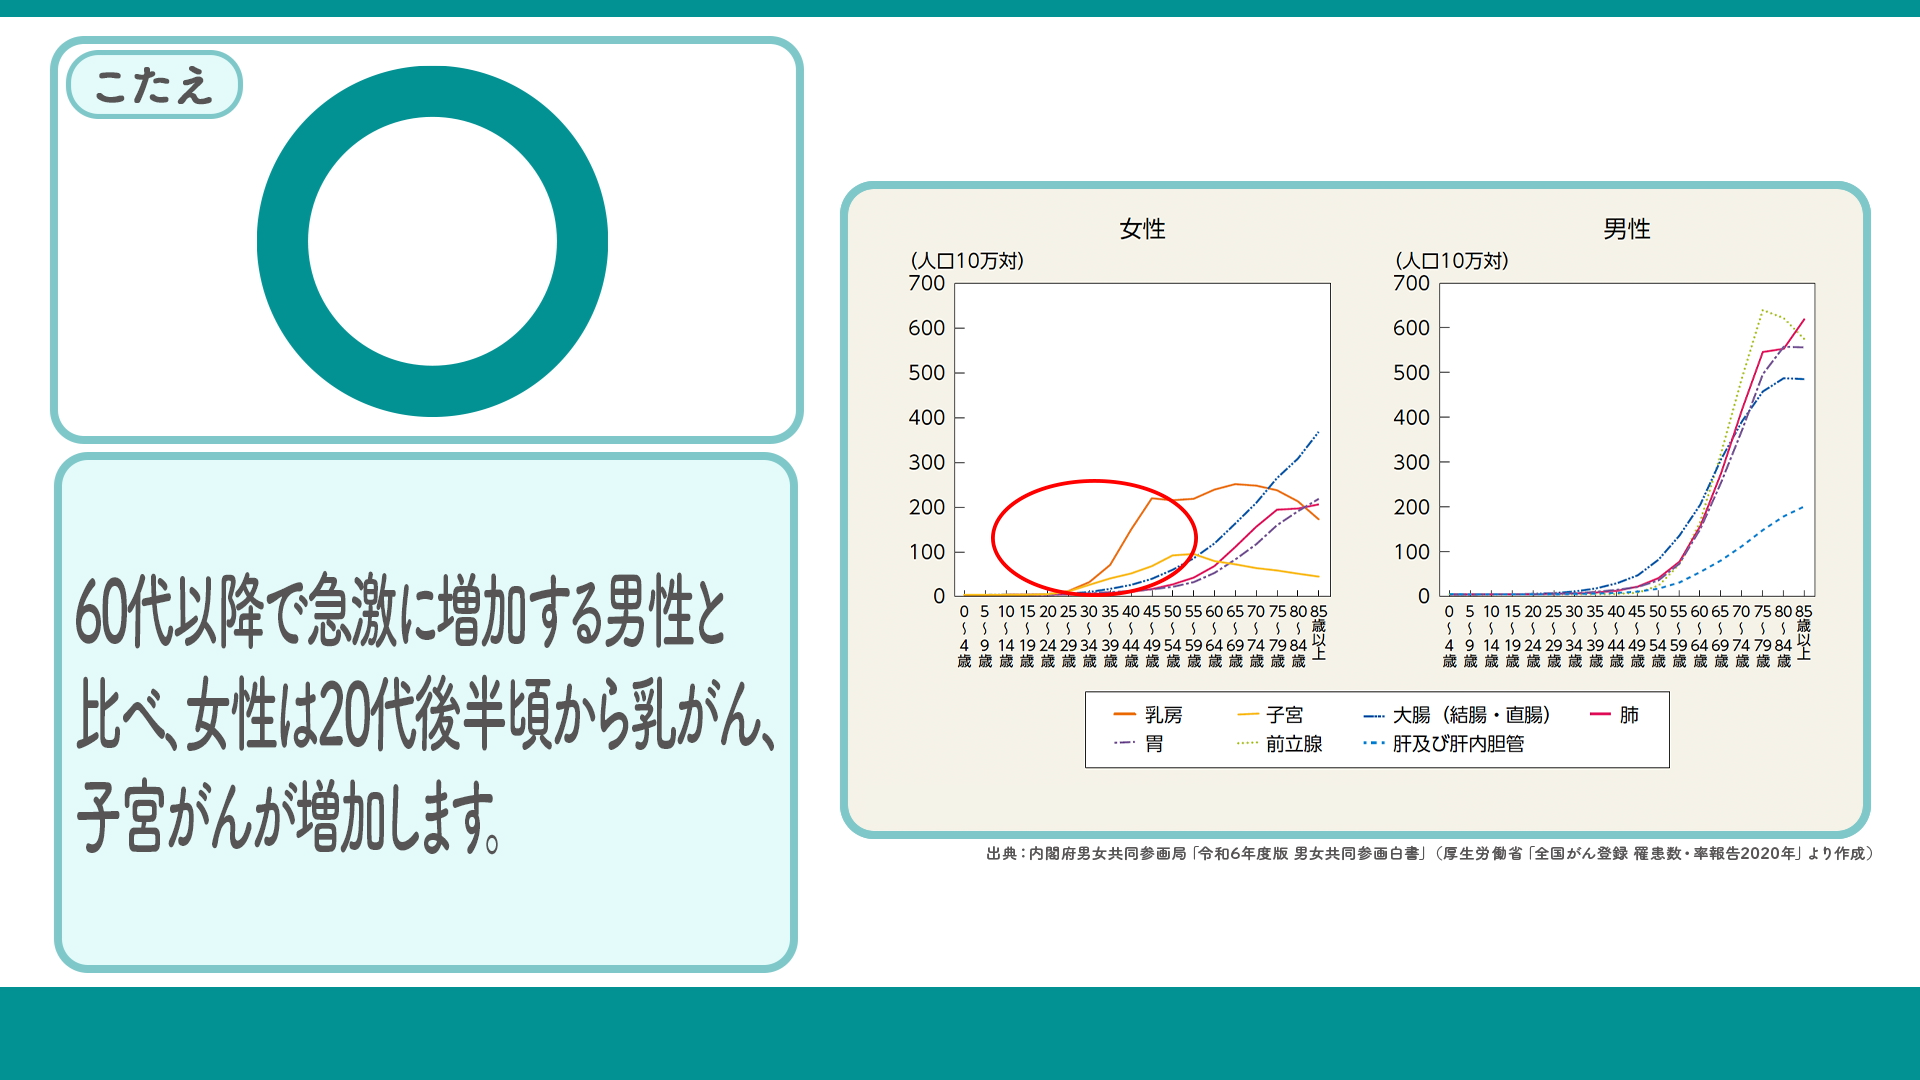 こたえ
60代以降で急激に増加する男性と
比べ、女性は20代後半頃から乳がん、
子宮がんが増加します。
女性
(人口10万対)
700
600
500
400
300
200
100
0
0〜4歳
5〜9歳
10〜14歳
15〜19歳
20〜24歳
25〜29歳
30〜34歳
35〜39歳
40〜44歳
45〜49歳
50〜54歳
55〜59歳
60〜64歳
65〜69歳
70〜74歳
75〜79歳
80〜84歳
85歳以上
男性
(人口10万対)
700
600
500
400
300
200
100
0
0〜4歳
5〜9歳
10〜14歳
15〜19歳
20〜24歳
25〜29歳
30〜34歳
35〜39歳
40〜44歳
45〜49歳
50〜54歳
55〜59歳
60〜64歳
65〜69歳
70〜74歳
75〜79歳
80〜84歳
85歳以上
乳房 子宮 大腸（結腸・直腸） 肺
胃 前立腺 肝及び肝内胆管
出典：内閣府男女共同参画局「令和6年度版 男女共同参画白書」（厚生労働省「全国がん登録 罹患数・率報告2020年」より作成）